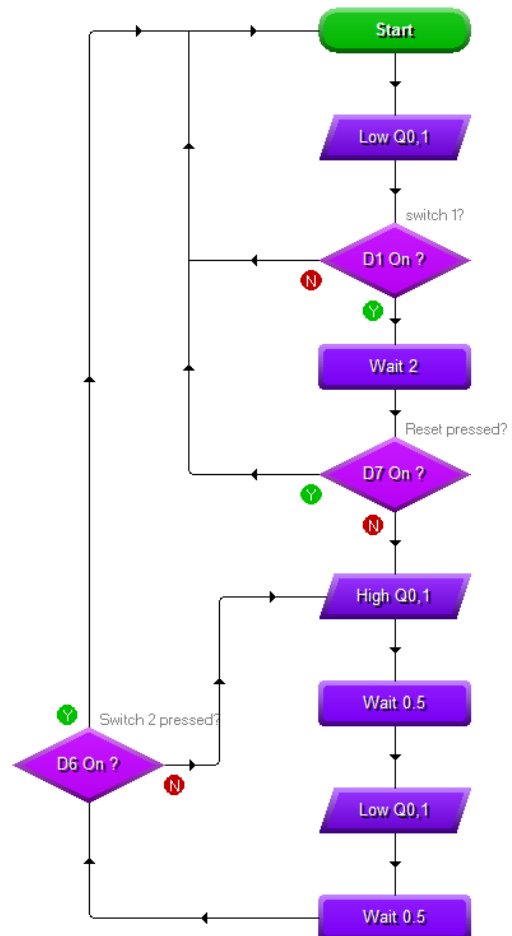 Start
Low Q0,1
switch 1?
D1 On ?
N
Y
Wait 2
Reset pressed?
D7 On ?
Y
N
High Q0,1
Wait 0.5
Y
Switch 2 pressed?
D6 On ?
N
Low Q0,1
Wait 0.5